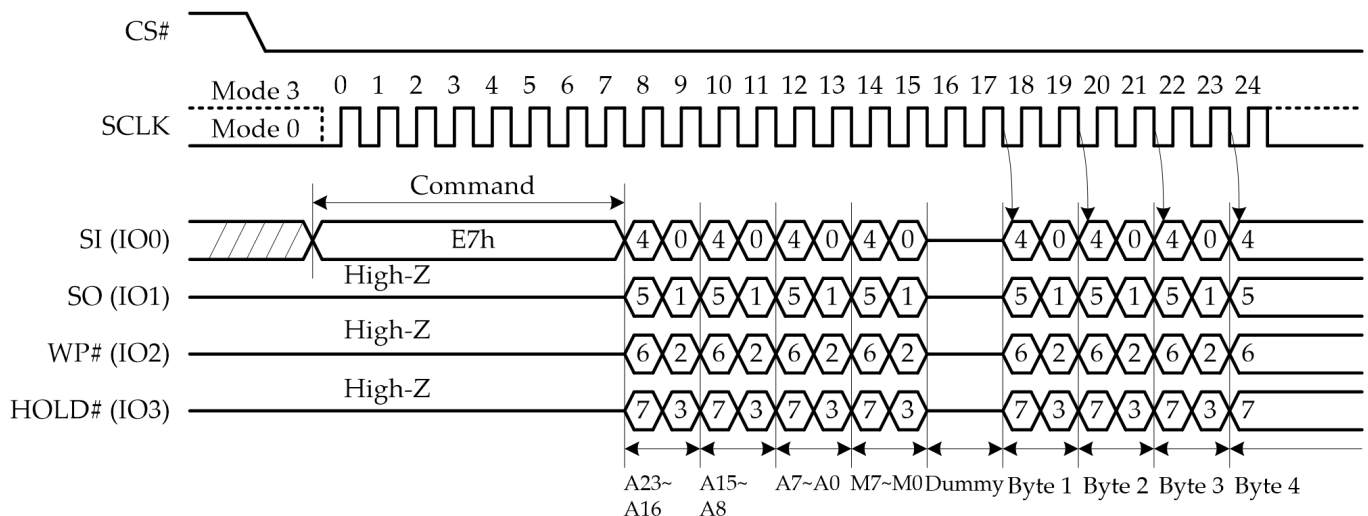 CS#
0 1 2 3 4 5 6 7 8 9 10 11 12 13 14 15 16 17 18 19 20 21 22 23 24
Mode 3
SCLK
Mode 0
Command
SI (IO0)
E7h
4 0 4 0 4 0 4 0 4 0 4 0 4 0 4
High-Z
SO (IO1)
5 1 5 1 5 1 5 1 5 1 5 1 5 1 5
High-Z
WP# (IO2)
6 2 6 2 6 2 6 2 6 2 6 2 6 2 6
High-Z
HOLD# (IO3)
7 3 7 3 7 3 7 3 7 3 7 3 7 3 7
A23~
A16
A15~
A8
A7~A0
M7~M0
Dummy
Byte 1
Byte 2
Byte 3
Byte 4